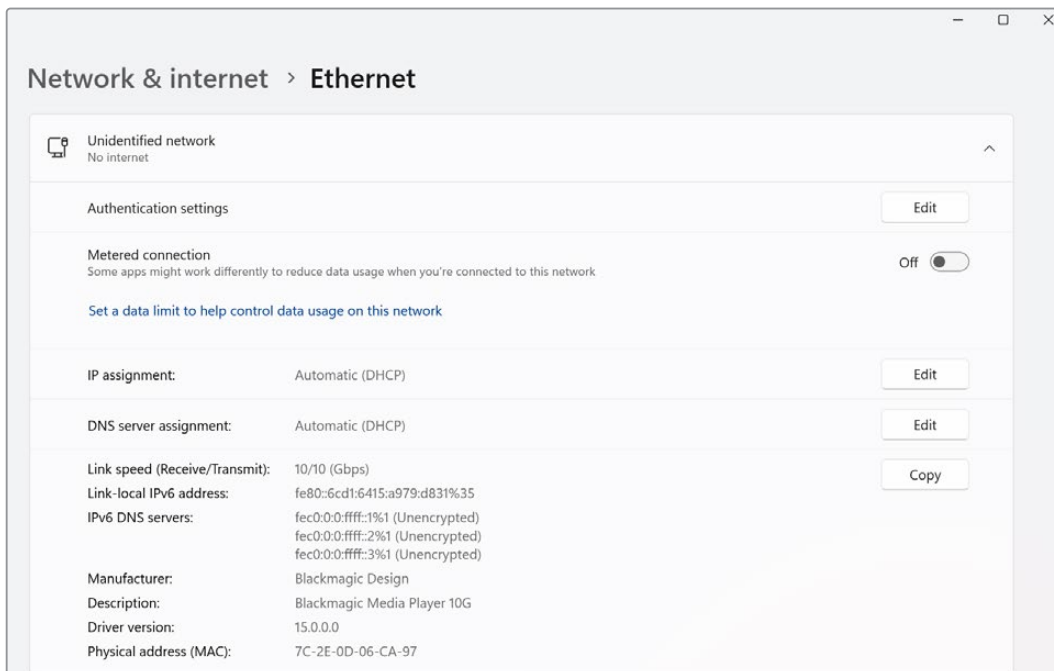 Network & internet > Ethernet
Unidentified network
No internet
Authentication settings Edit
Metered connection
Some apps might work differently to reduce data usage when you're connected to this network
Off
Set a data limit to help control data usage on this network
IP assignment: Automatic (DHCP) Edit
DNS server assignment: Automatic (DHCP) Edit
Link speed (Receive/Transmit): 10/10 (Gbps) Copy
Link-local IPv6 address: fe80::6cd1:6415:a979:d831%35
IPv6 DNS servers: fec0:0:0:ffff::1%1 (Unencrypted)
fec0:0:0:ffff::2%1 (Unencrypted)
fec0:0:0:ffff::3%1 (Unencrypted)
Manufacturer: Blackmagic Design
Description: Blackmagic Media Player 10G
Driver version: 15.0.0.0
Physical address (MAC): 7C-2E-0D-06-CA-97